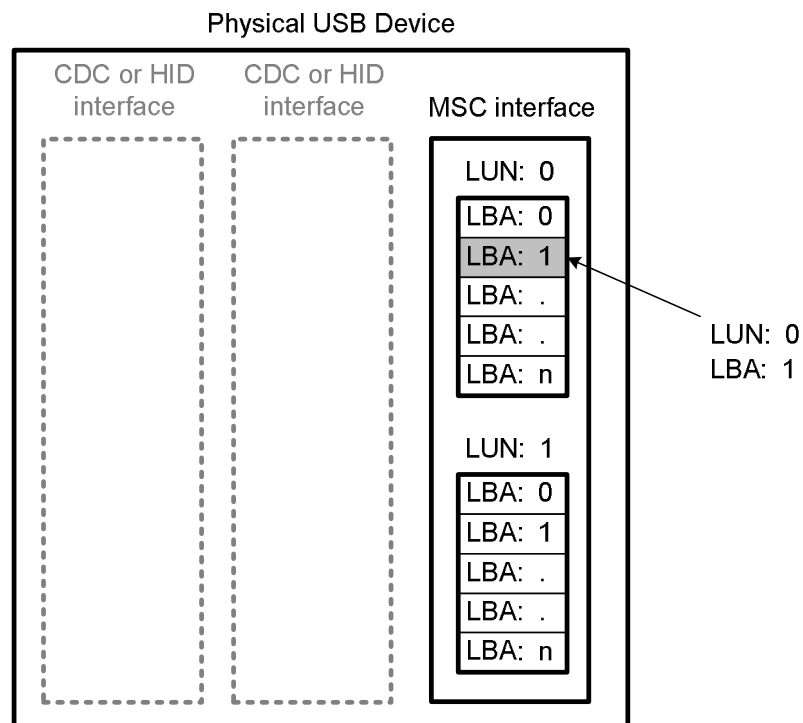 Physical USB Device
CDC or HID
interface
CDC or HID
interface
MSC interface
LUN: 0
LBA: 0
LBA: 1
LBA: .
LBA: .
LBA: n
LUN: 0
LBA: 1
LUN: 1
LBA: 0
LBA: 1
LBA: .
LBA: .
LBA: n